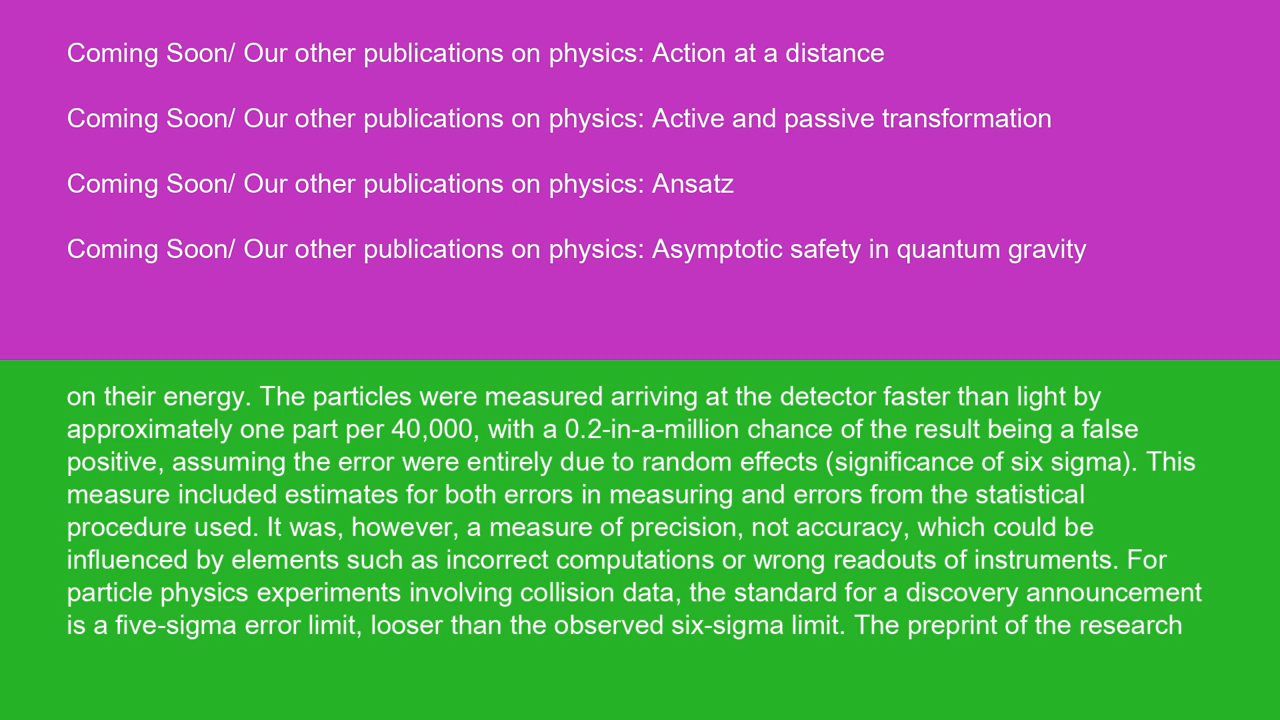 Coming Soon/ Our other publications on physics: Action at a distance
Coming Soon/ Our other publications on physics: Active and passive transformation
Coming Soon/ Our other publications on physics: Ansatz
Coming Soon/ Our other publications on physics: Asymptotic safety in quantum gravity
on their energy. The particles were measured arriving at the detector faster than light by
approximately one part per 40,000, with a 0.2-in-a-million chance of the result being a false
positive, assuming the error were entirely due to random effects (significance of six sigma). This
measure included estimates for both errors in measuring and errors from the statistical
procedure used. It was, however, a measure of precision, not accuracy, which could be
influenced by elements such as incorrect computations or wrong readouts of instruments. For
particle physics experiments involving collision data, the standard for a discovery announcement
is a five-sigma error limit, looser than the observed six-sigma limit. The preprint of the research